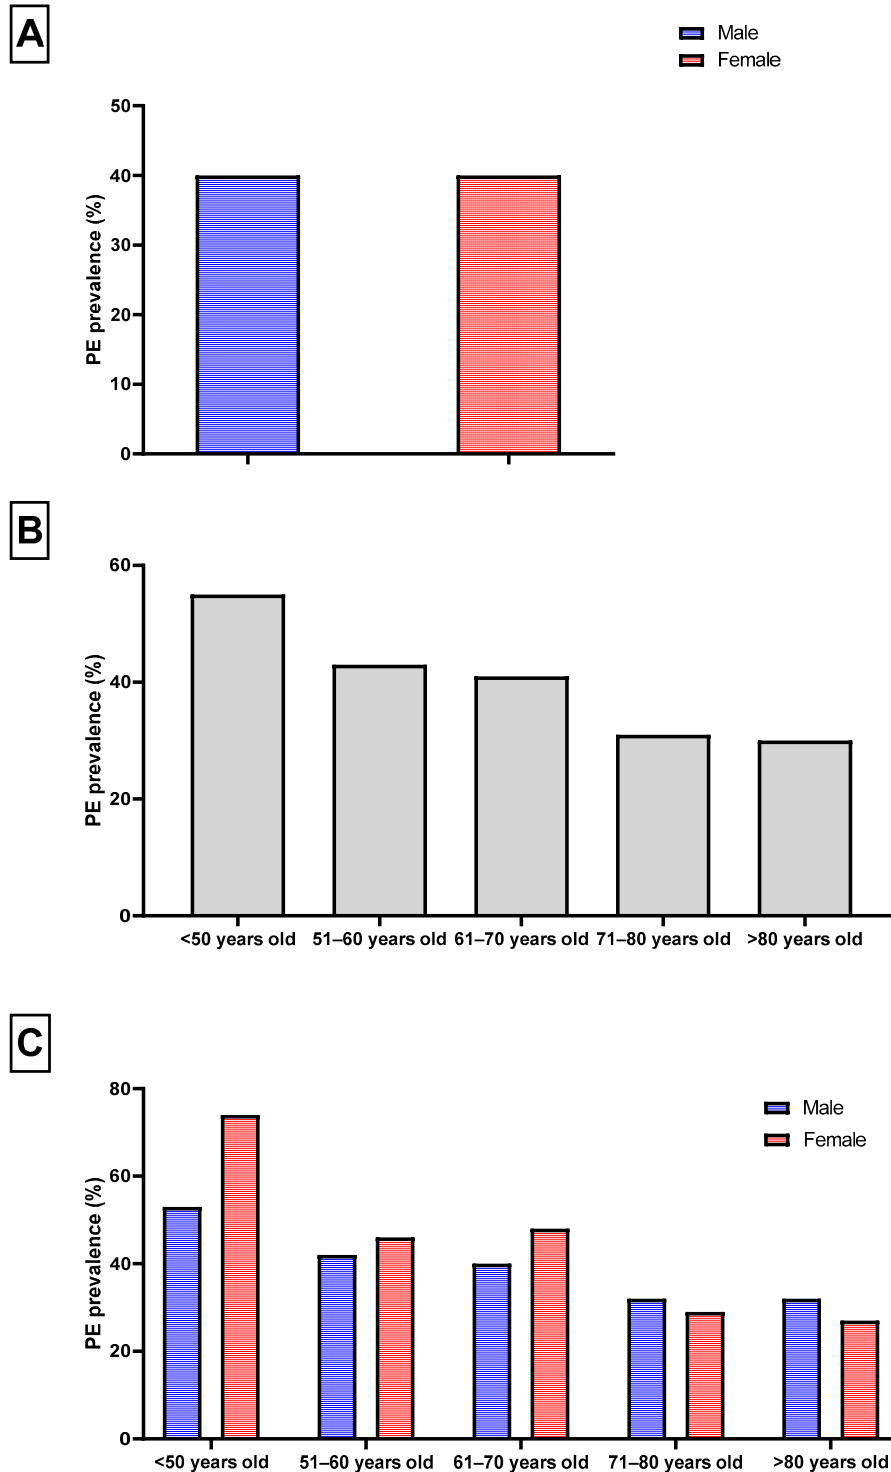 A
Male
Female
50
40
30
20
10
0
PE prevalence (%)
B
60
40
20
0
PE prevalence (%)
<50 years old 51–60 years old 61–70 years old 71–80 years old >80 years old
C
80
60
40
20
0
PE prevalence (%)
Male
Female
<50 years old 51–60 years old 61–70 years old 71–80 years old >80 years old